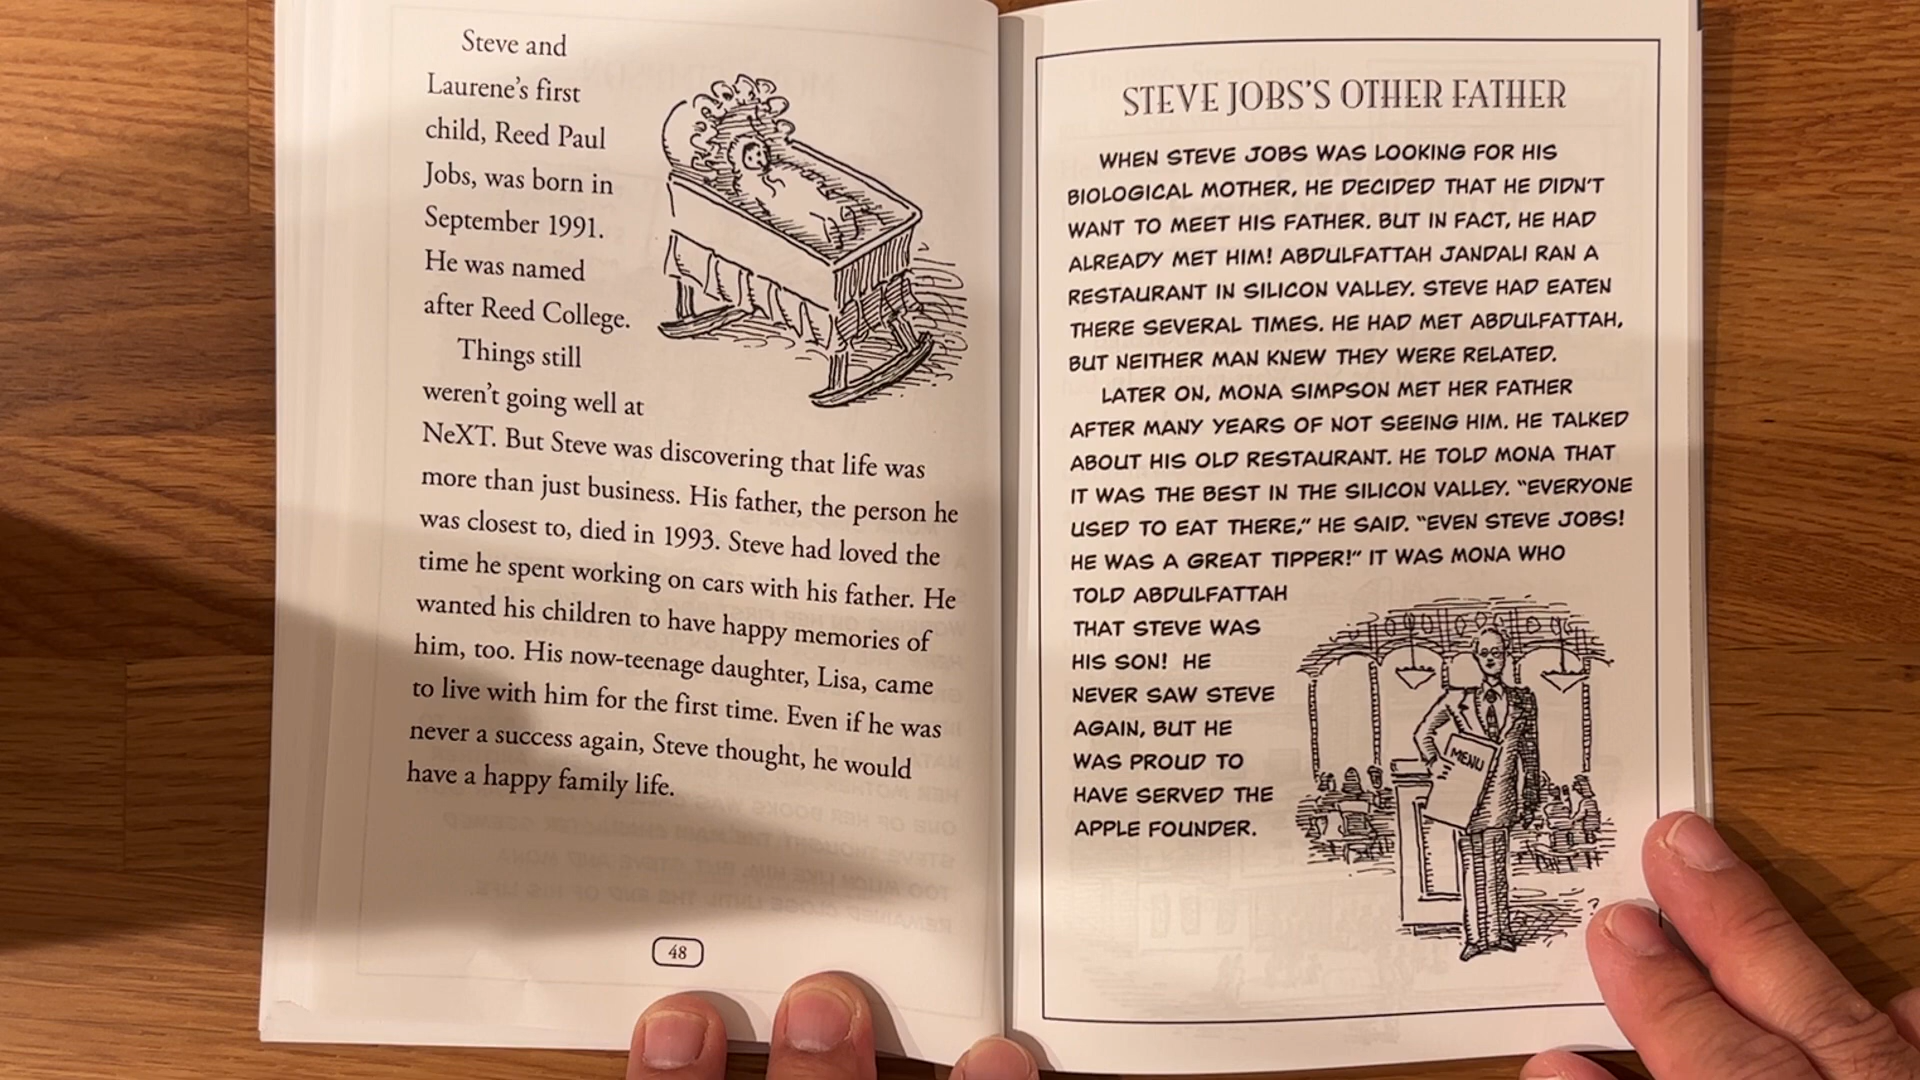 Steve and
Laurene's first
child, Reed Paul
Jobs, was born in
September 1991.
He was named
after Reed College.
Things still
weren't going well at
NeXT. But Steve was discovering that life was
more than just business. His father, the person he
was closest to, died in 1993. Steve had loved the
time he spent working on cars with his father. He
wanted his children to have happy memories of
him, too. His now-teenage daughter, Lisa, came
to live with him for the first time. Even if he was
never a success again, Steve thought, he would
have a happy family life.
48
STEVE JOBS'S OTHER FATHER
WHEN STEVE JOBS WAS LOOKING FOR HIS
BIOLOGICAL MOTHER, HE DECIDED THAT HE DIDN'T
WANT TO MEET HIS FATHER. BUT IN FACT, HE HAD
ALREADY MET HIM! ABDULFATTAH JANDALI RAN A
RESTAURANT IN SILICON VALLEY. STEVE HAD EATEN
THERE SEVERAL TIMES. HE HAD MET ABDULFATTAH,
BUT NEITHER MAN KNEW THEY WERE RELATED.
LATER ON, MONA SIMPSON MET HER FATHER
AFTER MANY YEARS OF NOT SEEING HIM. HE TALKED
ABOUT HIS OLD RESTAURANT. HE TOLD MONA THAT
IT WAS THE BEST IN THE SILICON VALLEY. "EVERYONE
USED TO EAT THERE," HE SAID. "EVEN STEVE JOBS!
HE WAS A GREAT TIPPER!" IT WAS MONA WHO
TOLD ABDULFATTAH
THAT STEVE WAS
HIS SON! HE
NEVER SAW STEVE
AGAIN, BUT HE
WAS PROUD TO
HAVE SERVED THE
APPLE FOUNDER.
MENU